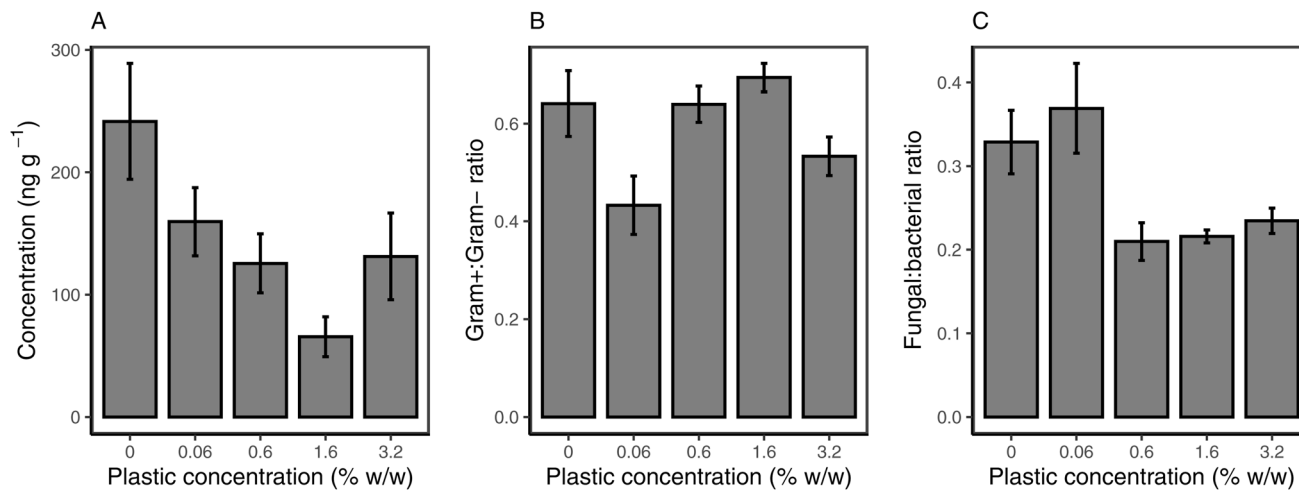 A
Concentration (ng g⁻¹)
300
200
100
0
0 0.06 0.6 1.6 3.2
Plastic concentration (% w/w)
B
Gram+:Gram− ratio
0.6
0.4
0.2
0.0
0 0.06 0.6 1.6 3.2
Plastic concentration (% w/w)
C
Fungal:bacterial ratio
0.4
0.3
0.2
0.1
0.0
0 0.06 0.6 1.6 3.2
Plastic concentration (% w/w)